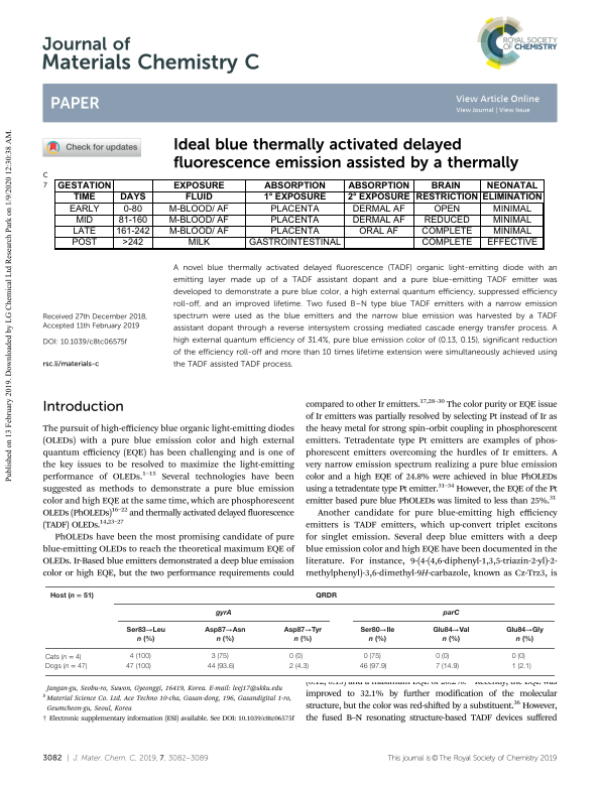 Journal of
Materials Chemistry C
ROYAL SOCIETY
OF CHEMISTRY
PAPER
View Article Online
View Journal | View Issue
Published on 13 February 2019. Downloaded by LG Chemical Ltd Research Park on 1/9/2020 12:30:38 AM.
Check for updates
Ideal blue thermally activated delayed
fluorescence emission assisted by a thermally
C
7
GESTATION EXPOSURE ABSORPTION ABSORPTION BRAIN NEONATAL
TIME DAYS FLUID 1° EXPOSURE 2° EXPOSURE RESTRICTION ELIMINATION
EARLY 0-80 M-BLOOD/ AF PLACENTA DERMAL AF OPEN MINIMAL
MID 81-160 M-BLOOD/ AF PLACENTA DERMAL AF REDUCED MINIMAL
LATE 161-242 M-BLOOD/ AF PLACENTA ORAL AF COMPLETE MINIMAL
POST >242 MILK GASTROINTESTINAL COMPLETE EFFECTIVE
A novel blue thermally activated delayed fluorescence (TADF) organic light-emitting diode with an
emitting layer made up of a TADF assistant dopant and a pure blue-emitting TADF emitter was
developed to demonstrate a pure blue color, a high external quantum efficiency, suppressed efficiency
roll-off, and an improved lifetime. Two fused B–N type blue TADF emitters with a narrow emission
spectrum were used as the blue emitters and the narrow blue emission was harvested by a TADF
assistant dopant through a reverse intersystem crossing mediated cascade energy transfer process. A
high external quantum efficiency of 31.4%, pure blue emission color of (0.13, 0.15), significant reduction
of the efficiency roll-off and more than 10 times lifetime extension were simultaneously achieved using
the TADF assisted TADF process.
Received 27th December 2018,
Accepted 11th February 2019
DOI: 10.1039/c8tc06575f
rsc.li/materials-c
Introduction
The pursuit of high-efficiency blue organic light-emitting diodes
(OLEDs) with a pure blue emission color and high external
quantum efficiency (EQE) has been challenging and is one of
the key issues to be resolved to maximize the light-emitting
performance of OLEDs.1–15 Several technologies have been
suggested as methods to demonstrate a pure blue emission
color and high EQE at the same time, which are phosphorescent
OLEDs (PhOLEDs)16–22 and thermally activated delayed fluorescence
(TADF) OLEDs.14,23–27
PhOLEDs have been the most promising candidate of pure
blue-emitting OLEDs to reach the theoretical maximum EQE of
OLEDs. Ir-Based blue emitters demonstrated a deep blue emission
color or high EQE, but the two performance requirements could
compared to other Ir emitters.17,28–30 The color purity or EQE issue
of Ir emitters was partially resolved by selecting Pt instead of Ir as
the heavy metal for strong spin–orbit coupling in phosphorescent
emitters. Tetradentate type Pt emitters are examples of phos-
phorescent emitters overcoming the hurdles of Ir emitters. A
very narrow emission spectrum realizing a pure blue emission
color and a high EQE of 24.8% were achieved in blue PhOLEDs
using a tetradentate type Pt emitter.31–34 However, the EQE of the Pt
emitter based pure blue PhOLEDs was limited to less than 25%.31
Another candidate for pure blue-emitting high efficiency
emitters is TADF emitters, which up-convert triplet excitons
for singlet emission. Several deep blue emitters with a deep
blue emission color and high EQE have been documented in the
literature. For instance, 9-(4-(4,6-diphenyl-1,3,5-triazin-2-yl)-2-
methylphenyl)-3,6-dimethyl-9H-carbazole, known as Cz-Trz3, is
Host (n = 51) QRDR
gyrA parC
Ser83→Leu Asp87→Asn Asp87→Tyr Ser80→Ile Glu84→Val Glu84→Gly
n (%) n (%) n (%) n (%) n (%) n (%)
Cats (n = 4) 4 (100) 3 (75) 0 (0) 0 (75) 0 (0) 0 (0)
Dogs (n = 47) 47 (100) 44 (93.6) 2 (4.3) 46 (97.9) 7 (14.9) 1 (2.1)
Jangan-gu, Seobu-ro, Suwon, Gyeonggi, 16419, Korea. E-mail: leej17@skku.edu
b Material Science Co. Ltd. Ace Techno 10-cha, Gasan-dong, 196, Gasandigital 1-ro,
Geumcheon-gu, Seoul, Korea
† Electronic supplementary information (ESI) available. See DOI: 10.1039/c8tc06575f
improved to 32.1% by further modification of the molecular
structure, but the color was red-shifted by a substituent.36 However,
the fused B–N resonating structure-based TADF devices suffered
3082 | J. Mater. Chem. C, 2019, 7, 3082–3089
This journal is © The Royal Society of Chemistry 2019